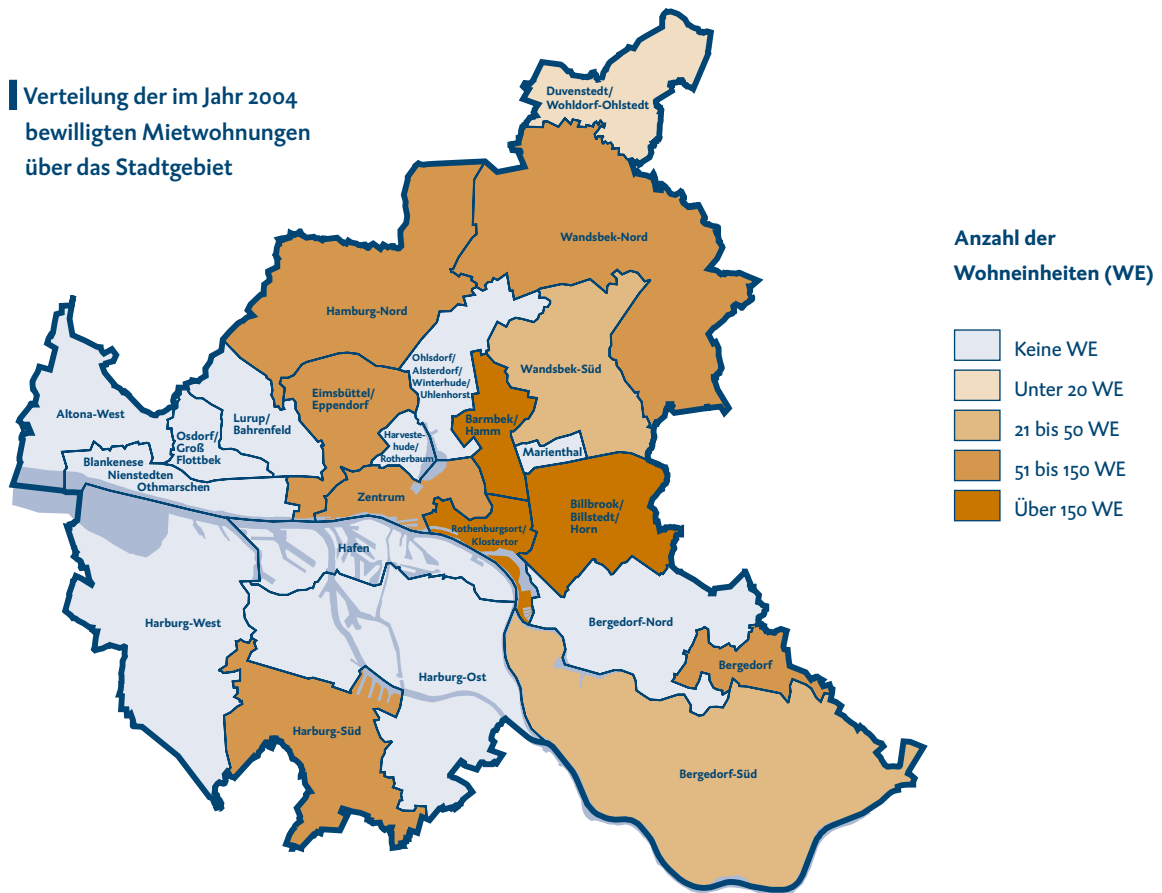 Verteilung der im Jahr 2004
bewilligten Mietwohnungen
über das Stadtgebiet
Duvenstedt/
Wohldorf-Ohlstedt
Wandsbek-Nord
Hamburg-Nord
Ohlsdorf/
Alsterdorf/
Winterhude/
Uhlenhorst
Wandsbek-Süd
Eimsbüttel/
Eppendorf
Altona-West
Lurup/
Bahrenfeld
Osdorf/
Groß
Flottbek
Barmbek/
Hamm
Harveste-
hude/
Rotherbaum
Marienthal
Blankenese
Nienstedten
Othmarschen
Zentrum
Billbrook/
Billstedt/
Horn
Rothenburgsort/
Klostertor
Hafen
Harburg-West
Bergedorf-Nord
Bergedorf
Harburg-Ost
Harburg-Süd
Bergedorf-Süd
Anzahl der
Wohneinheiten (WE)
Keine WE
Unter 20 WE
21 bis 50 WE
51 bis 150 WE
Über 150 WE